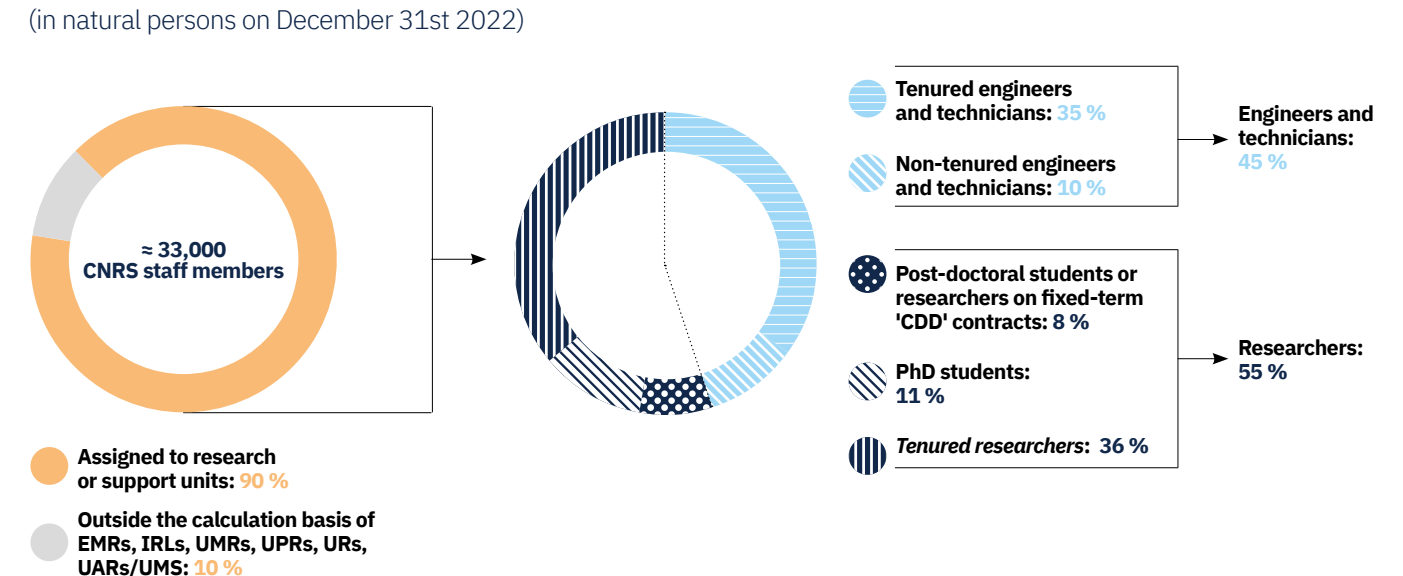 (in natural persons on December 31st 2022)
≈ 33,000
CNRS staff members
Assigned to research
or support units: 90 %
Outside the calculation basis of
EMRs, IRLs, UMRs, UPRs, URs,
UARs/UMS: 10 %
Tenured engineers
and technicians: 35 %
Non-tenured engineers
and technicians: 10 %
Engineers and
technicians:
45 %
Post-doctoral students or
researchers on fixed-term
'CDD' contracts: 8 %
PhD students:
11 %
Tenured researchers: 36 %
Researchers:
55 %